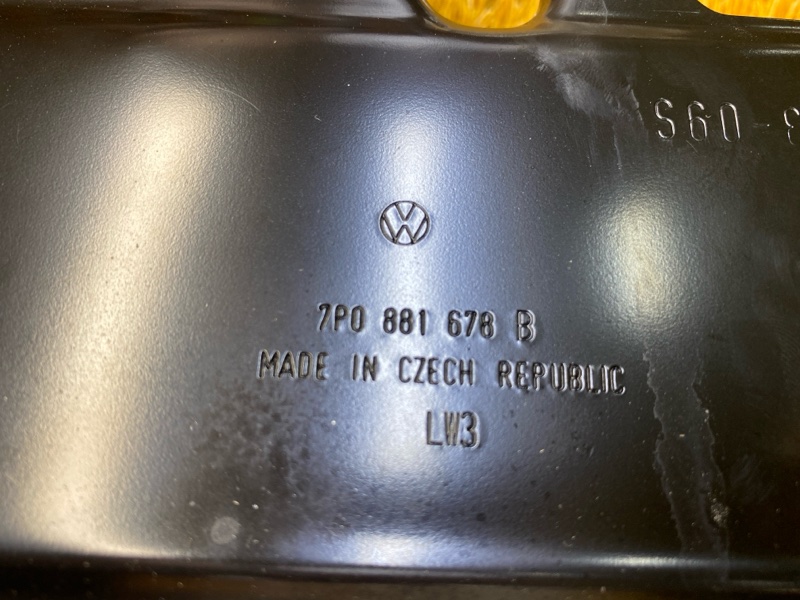 7P0 881 678 B
MADE IN CZECH REPUBLIC
LW3